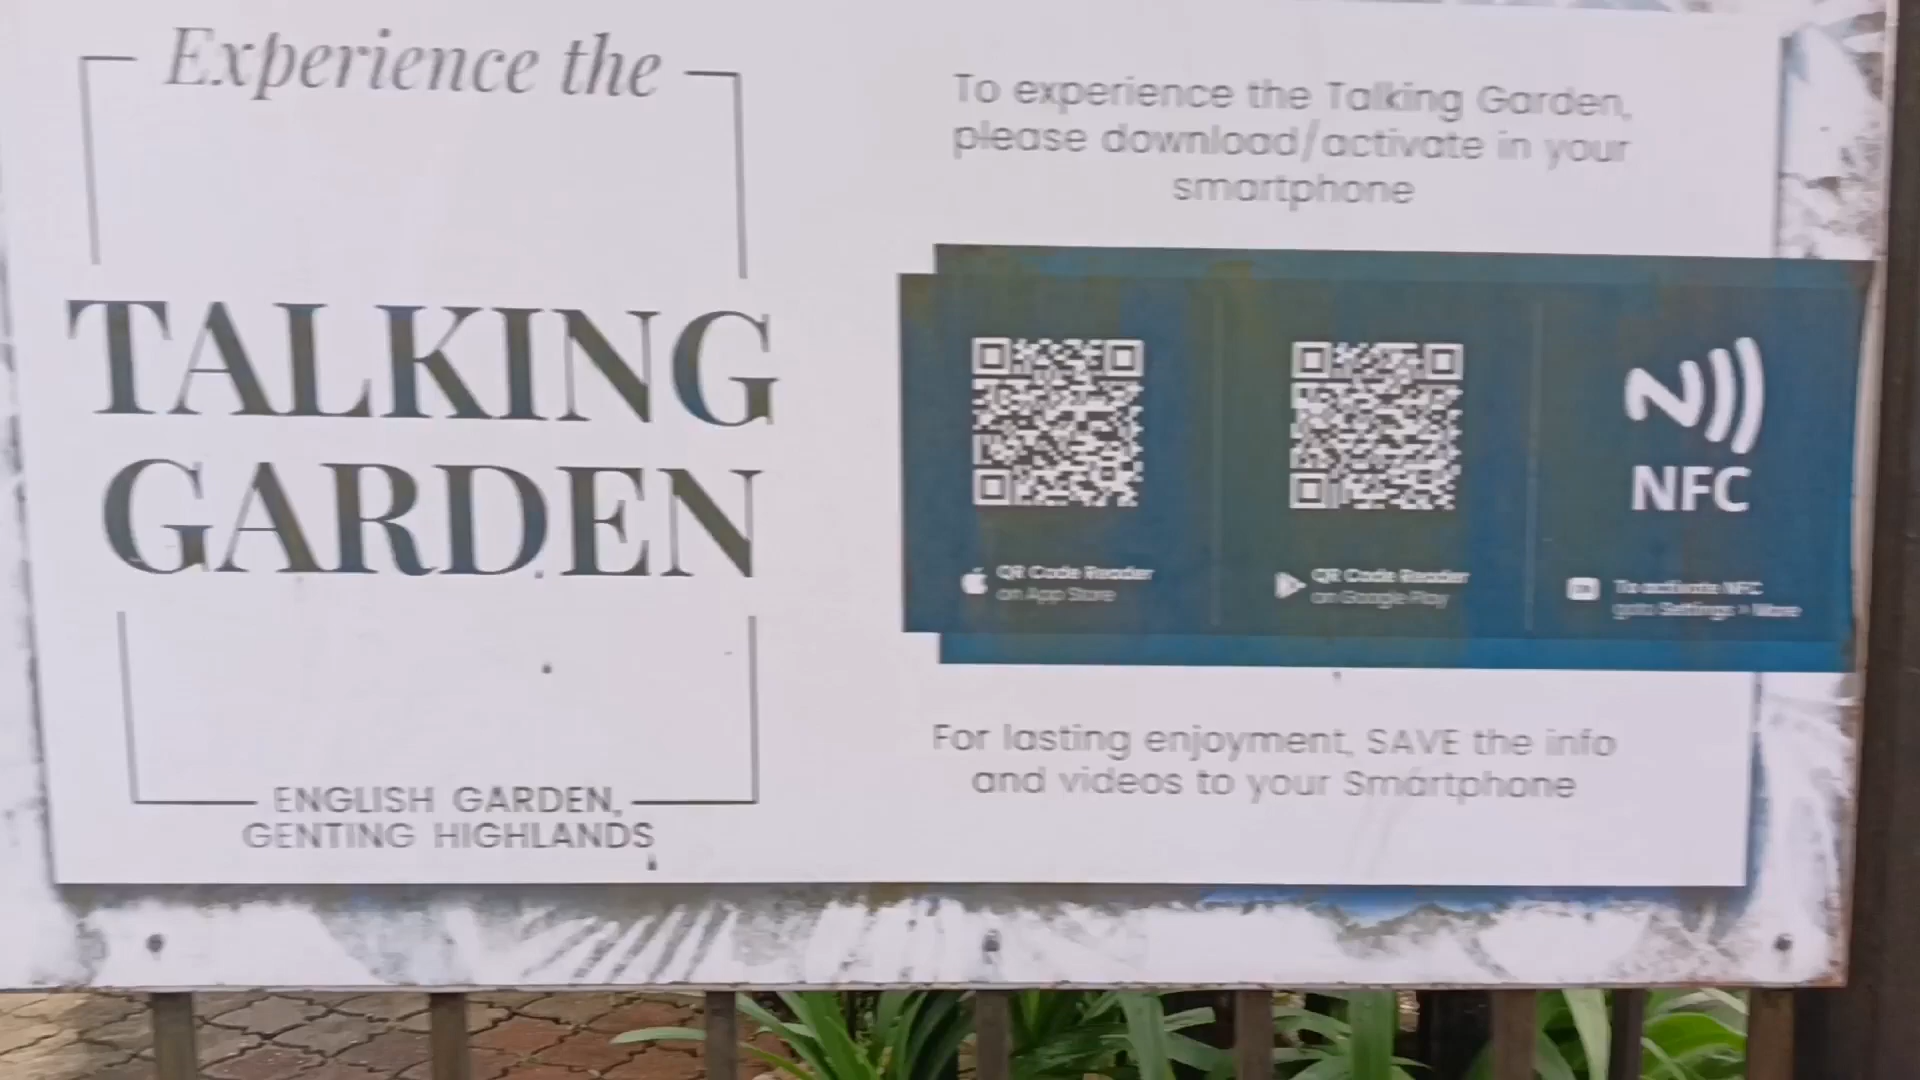 Experience the
TALKING
GARDEN
ENGLISH GARDEN,
GENTING HIGHLANDS
To experience the Talking Garden,
please download/activate in your
smartphone
NFC
QR Code Reader
on App Store
QR Code Reader
on Google Play
To activate NFC
goto Settings > More
For lasting enjoyment, SAVE the info
and videos to your Smartphone